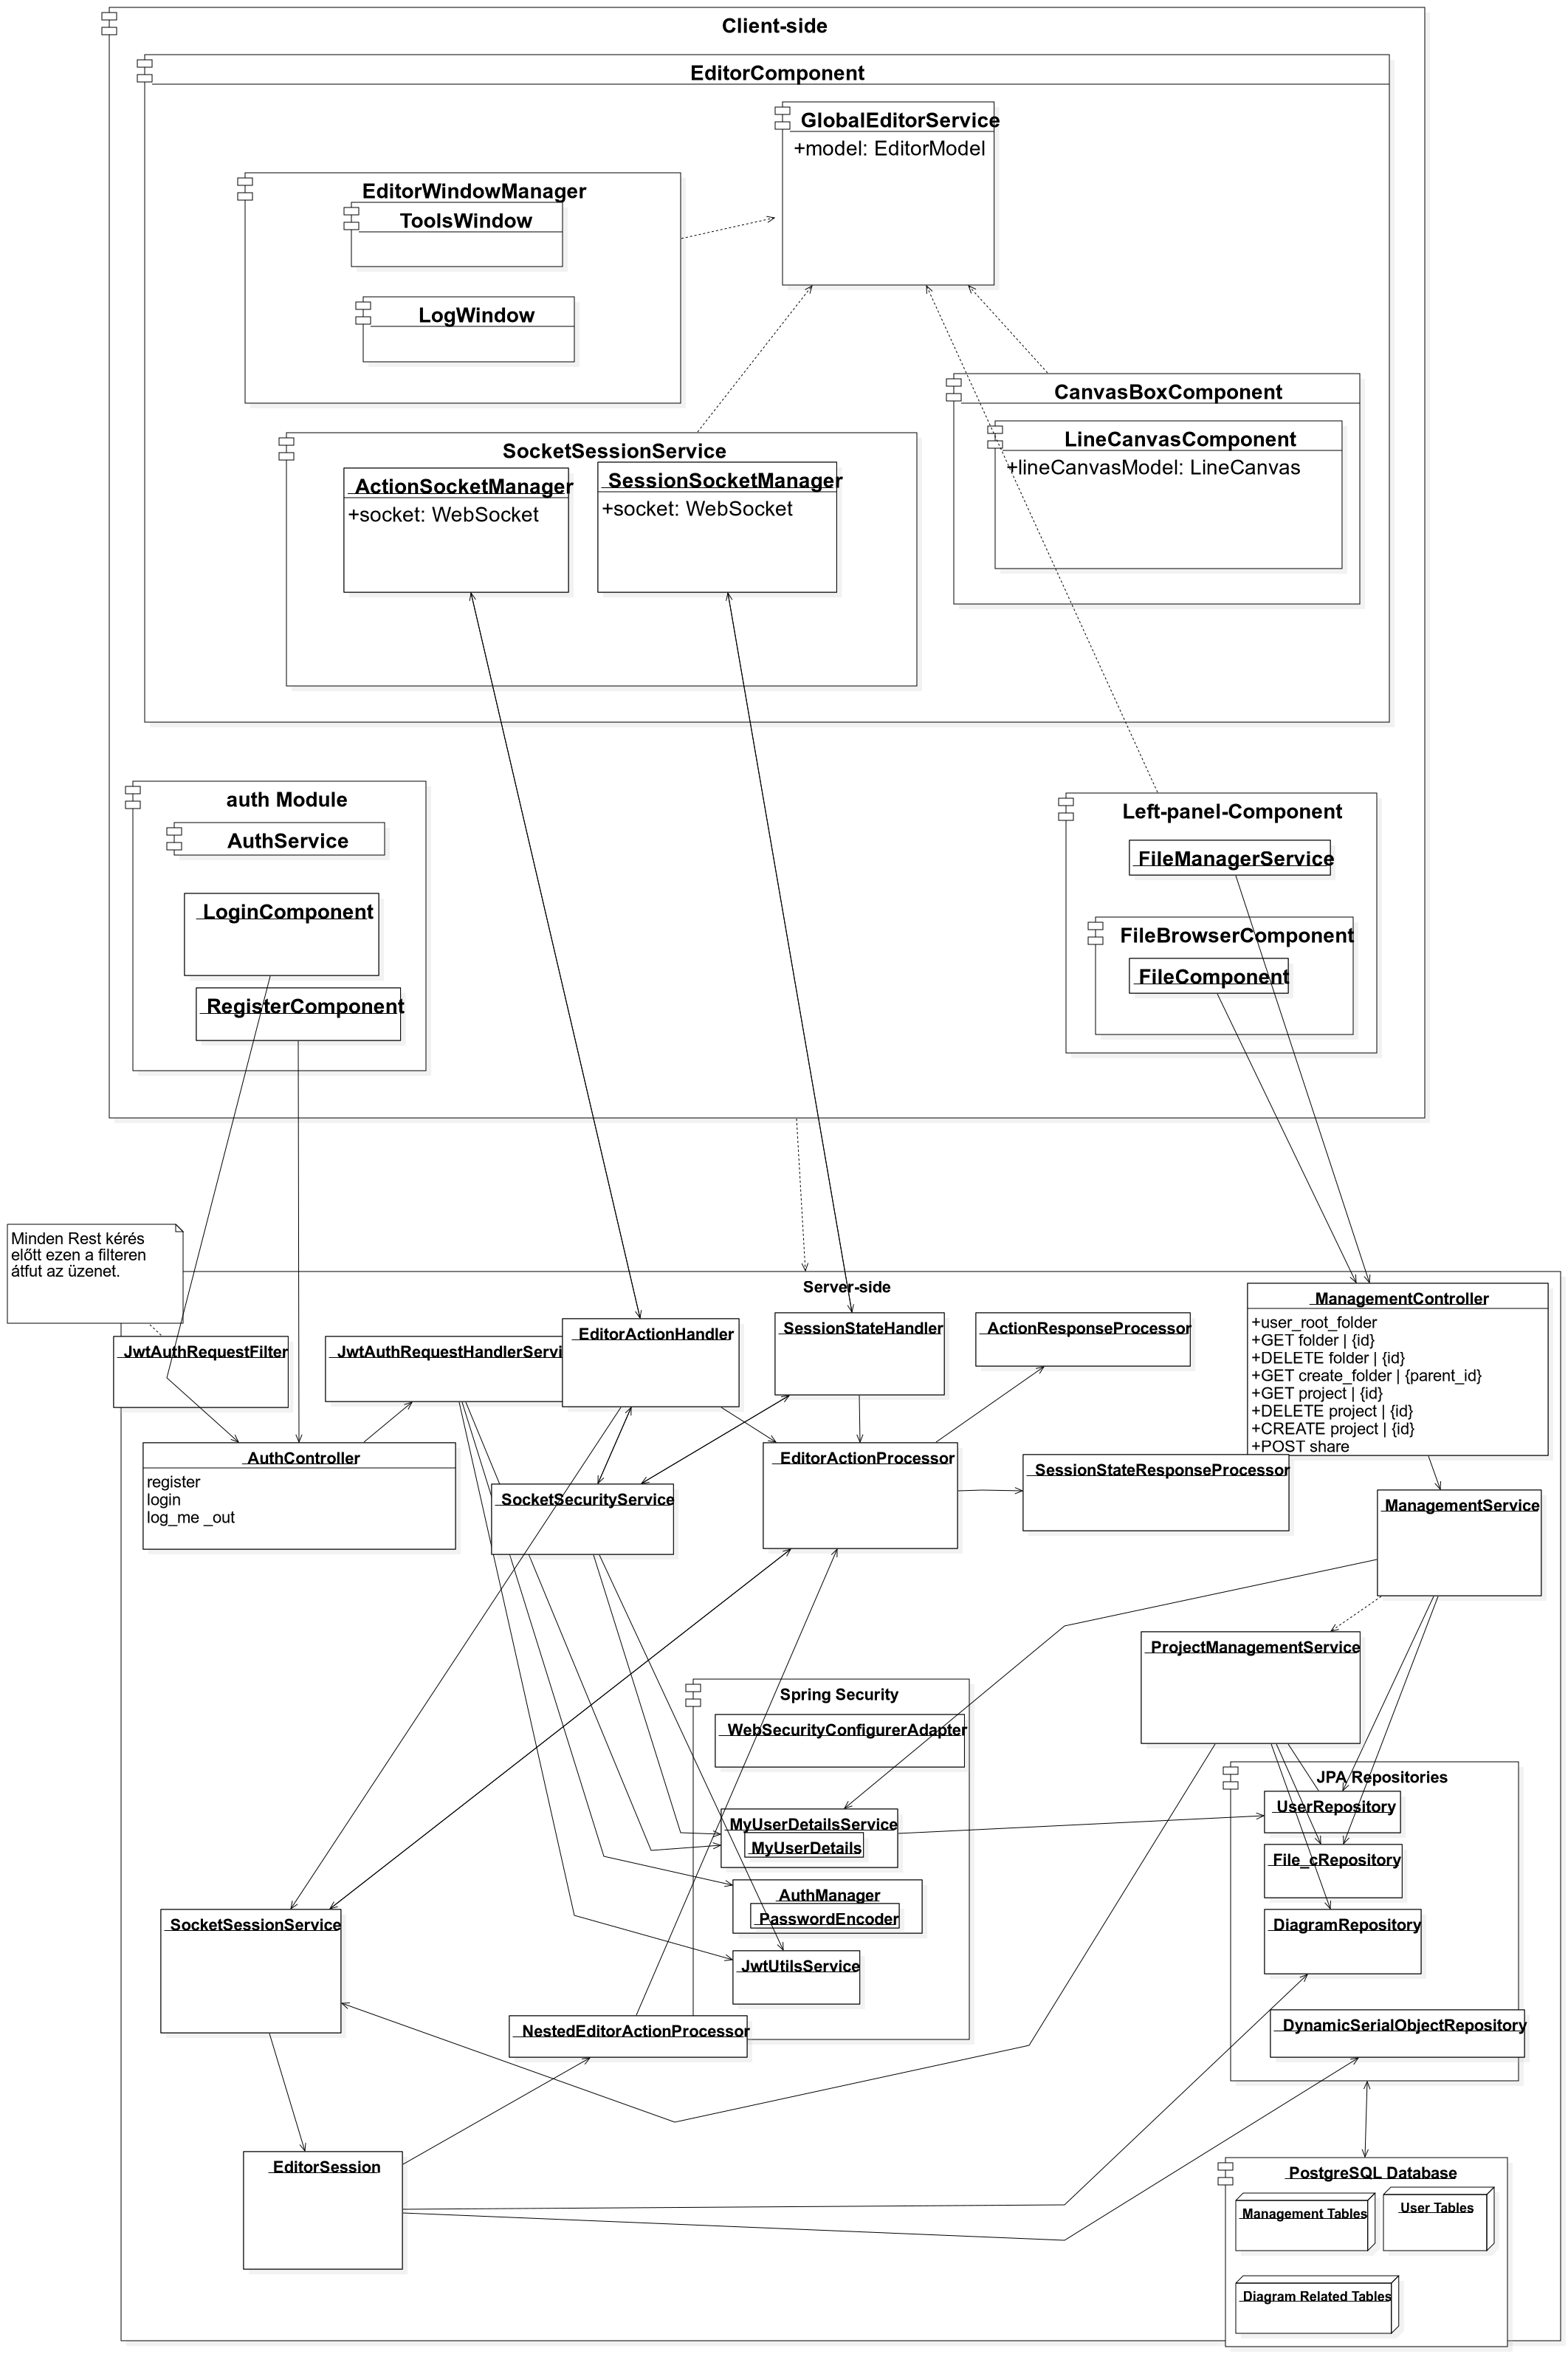 Client-side
EditorComponent
GlobalEditorService
+model: EditorModel
EditorWindowManager
ToolsWindow
LogWindow
CanvasBoxComponent
LineCanvasComponent
+lineCanvasModel: LineCanvas
SocketSessionService
ActionSocketManager
+socket: WebSocket
SessionSocketManager
+socket: WebSocket
auth Module
AuthService
LoginComponent
RegisterComponent
Left-panel-Component
FileManagerService
FileBrowserComponent
FileComponent
Minden Rest kérés
előtt ezen a filteren
átfut az üzenet.
Server-side
JwtAuthRequestFilter
JwtAuthRequestHandlerServi
EditorActionHandler
SessionStateHandler
ActionResponseProcessor
ManagementController
+user_root_folder
+GET folder | {id}
+DELETE folder | {id}
+GET create_folder | {parent_id}
+GET project | {id}
+DELETE project | {id}
+CREATE project | {id}
+POST share
AuthController
register
login
log_me _out
SocketSecurityService
EditorActionProcessor
SessionStateResponseProcessor
ManagementService
ProjectManagementService
Spring Security
WebSecurityConfigurerAdapter
MyUserDetailsService
MyUserDetails
AuthManager
PasswordEncoder
JwtUtilsService
JPA Repositories
UserRepository
File_cRepository
DiagramRepository
DynamicSerialObjectRepository
SocketSessionService
NestedEditorActionProcessor
EditorSession
PostgreSQL Database
Management Tables
User Tables
Diagram Related Tables